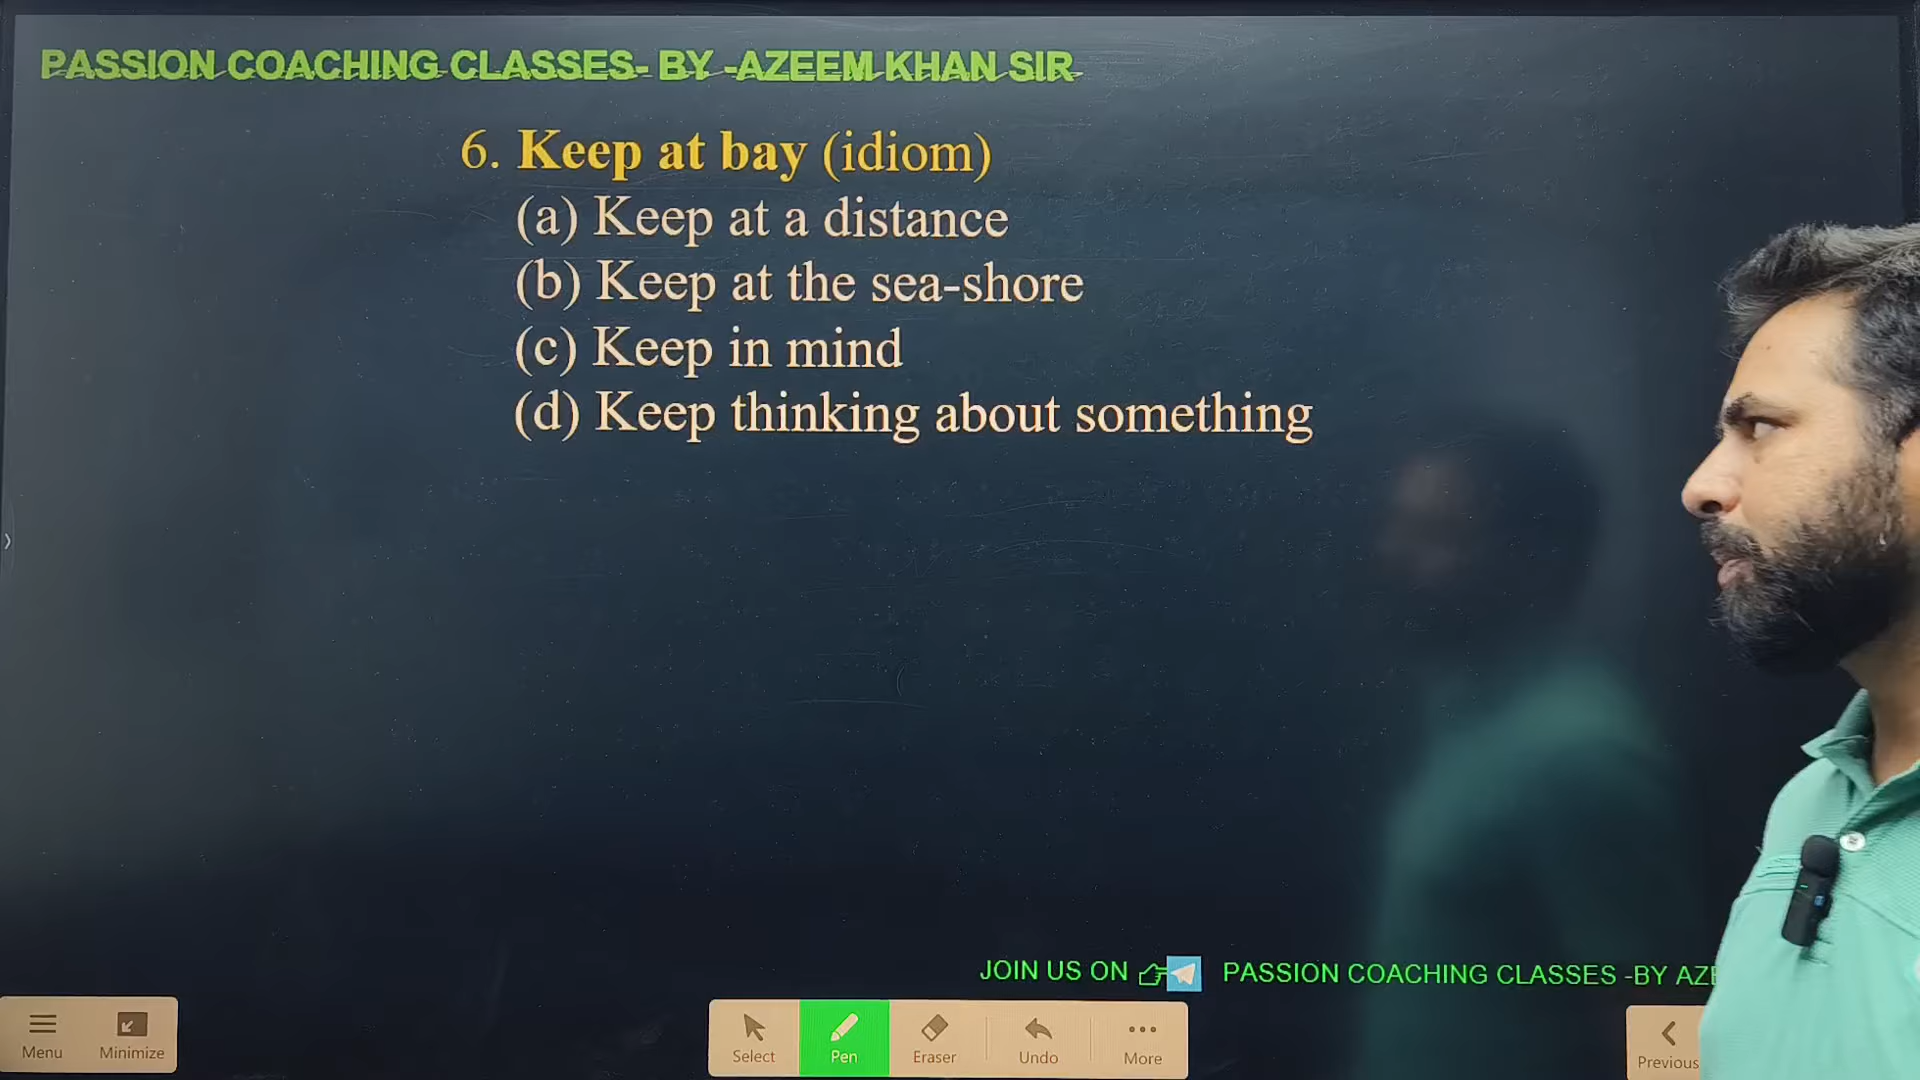 PASSION COACHING CLASSES- BY -AZEEM KHAN SIR
6. Keep at bay (idiom)
(a) Keep at a distance
(b) Keep at the sea-shore
(c) Keep in mind
(d) Keep thinking about something
JOIN US ON PASSION COACHING CLASSES -BY
Menu Minimize Select Pen Eraser Undo More Previous